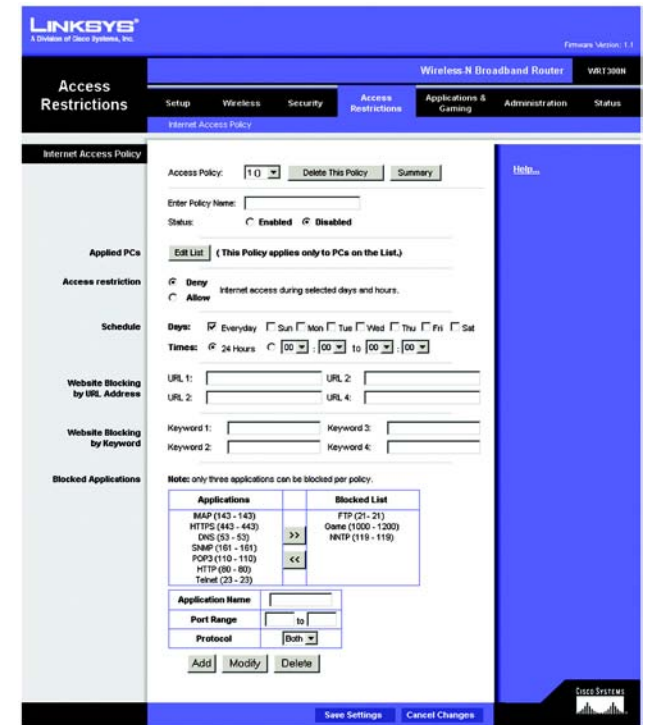 LINKSYS®
A Division of Cisco Systems, Inc.
Firmware Version: 1.1
Wireless-N Broadband Router WRT300N
Access Restrictions
Setup Wireless Security Access Restrictions Applications & Gaming Administration Status
Internet Access Policy
Internet Access Policy
Access Policy: 1 () Delete This Policy Summary
Help...
Enter Policy Name:
Status: Enabled Disabled
Applied PCs Edit List ( This Policy applies only to PCs on the List.)
Access restriction Deny
Allow Internet access during selected days and hours.
Schedule Days: Everyday Sun Mon Tue Wed Thu Fri Sat
Times: 24 Hours 00 : 00 to 00 : 00
Website Blocking by URL Address
URL 1: URL 2:
URL 2: URL 4:
Website Blocking by Keyword
Keyword 1: Keyword 3:
Keyword 2: Keyword 4:
Blocked Applications Note: only three applications can be blocked per policy.
Applications Blocked List
IMAP (143 - 143) FTP (21 - 21)
HTTPS (443 - 443) Game (1000 - 1200)
DNS (53 - 53) >> NNTP (119 - 119)
SNMP (161 - 161)
POP3 (110 - 110) <<
HTTP (80 - 80)
Telnet (23 - 23)
Application Name
Port Range to
Protocol Both
Add Modify Delete
Save Settings Cancel Changes
CISCO SYSTEMS